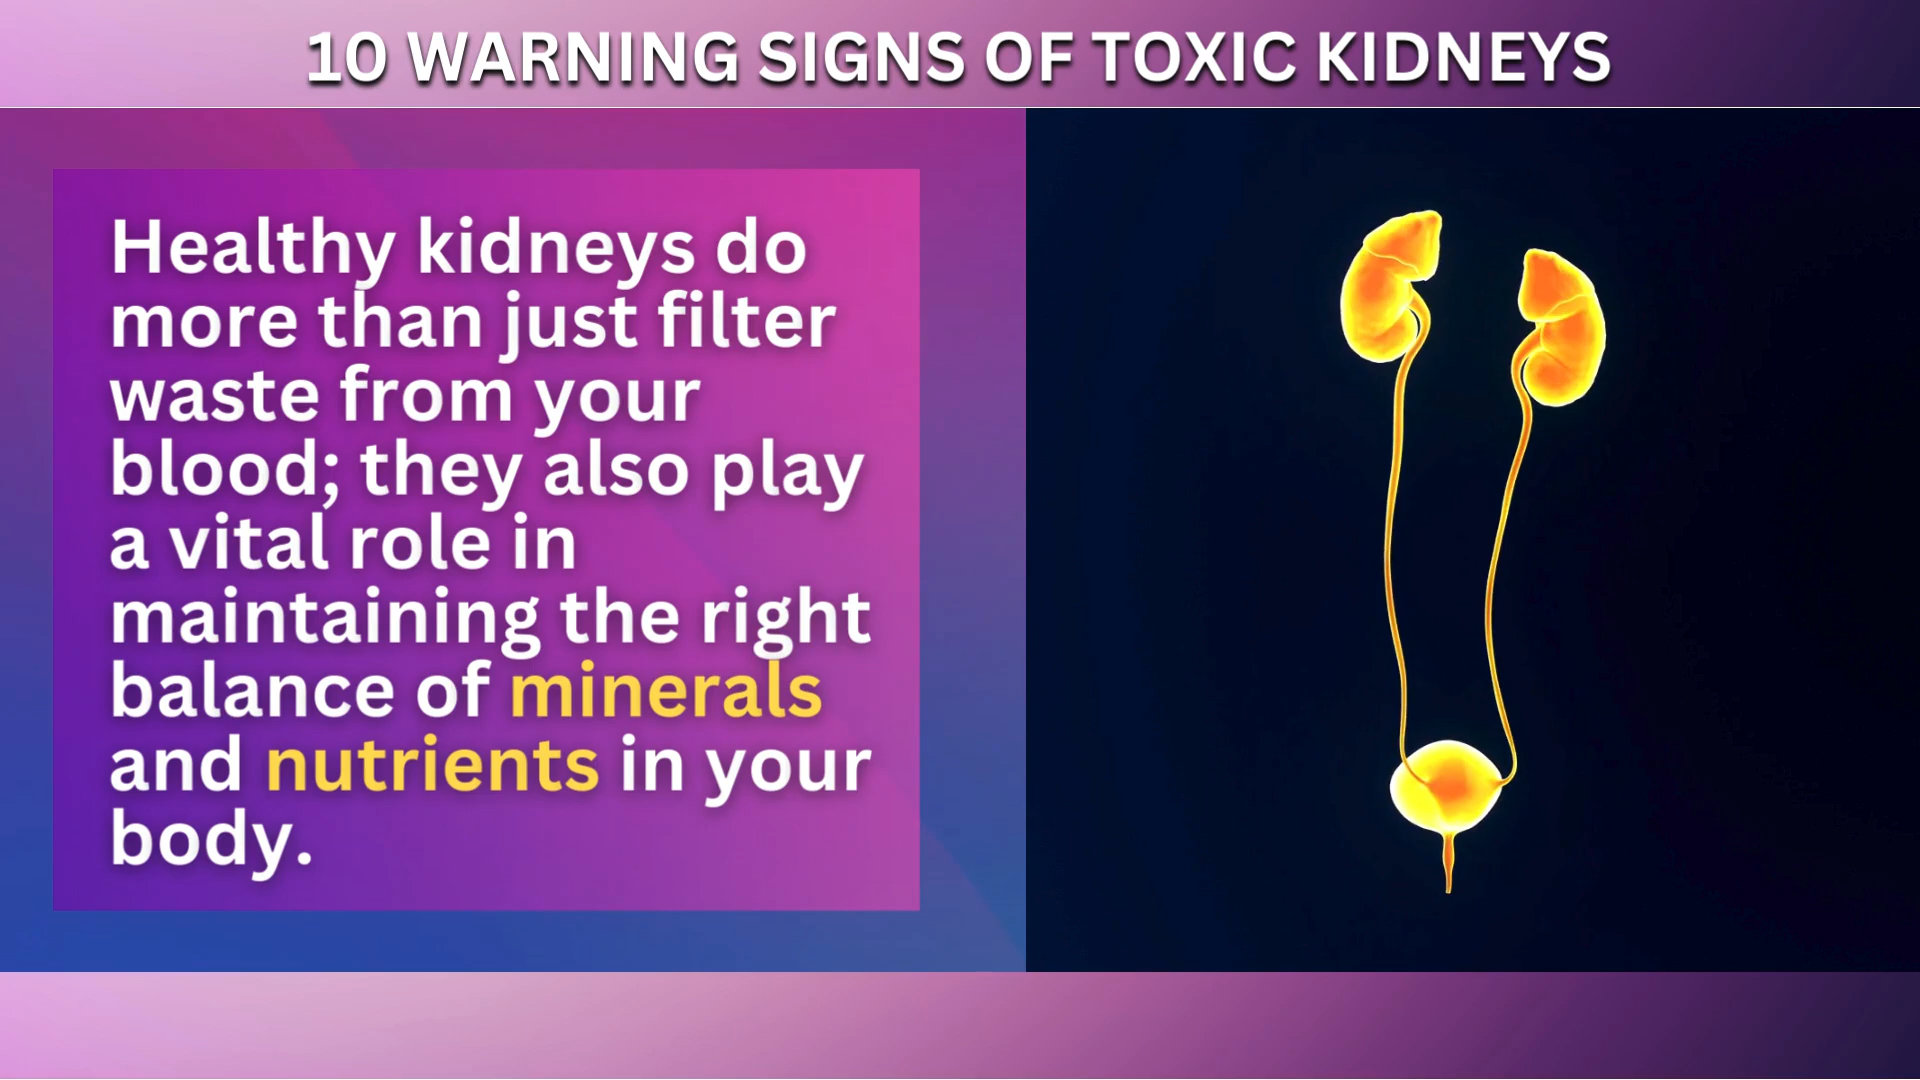 10 WARNING SIGNS OF TOXIC KIDNEYS
Healthy kidneys do
more than just filter
waste from your
blood; they also play
a vital role in
maintaining the right
balance of minerals
and nutrients in your
body.